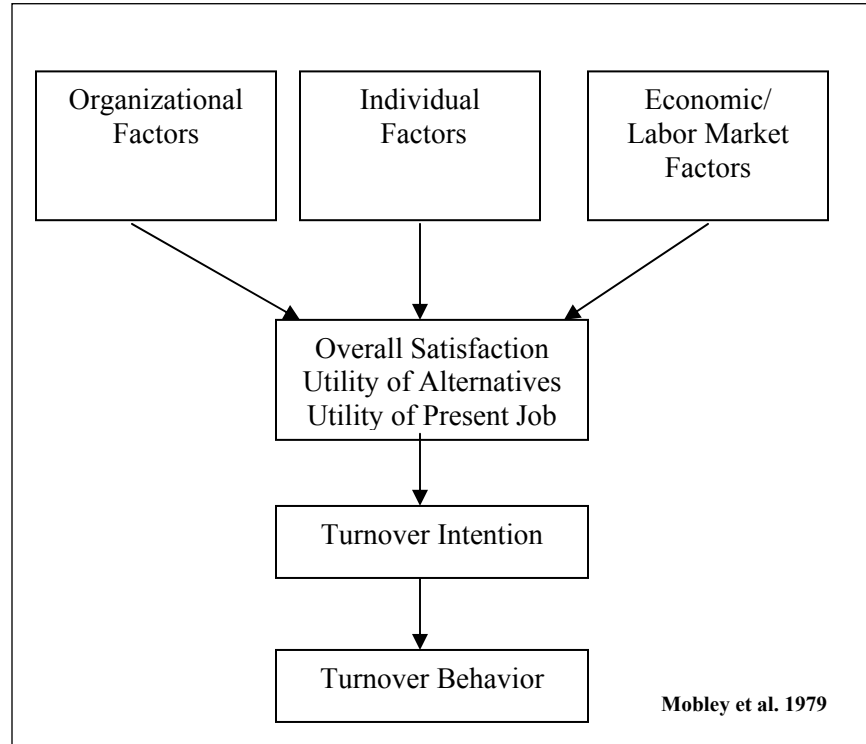 Organizational
Factors
Individual
Factors
Economic/
Labor Market
Factors
Overall Satisfaction
Utility of Alternatives
Utility of Present Job
Turnover Intention
Turnover Behavior
Mobley et al. 1979